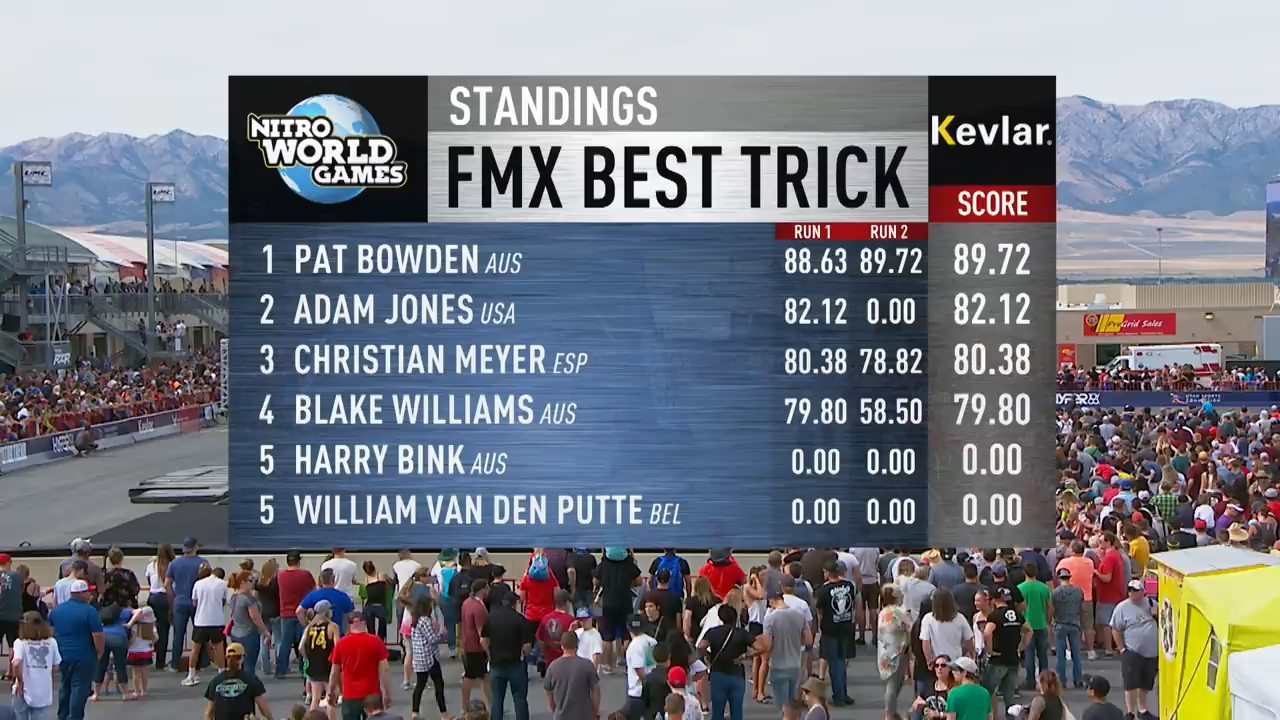 NITRO
WORLD
GAMES
STANDINGS
FMX BEST TRICK
Kevlar.
SCORE
RUN 1 RUN 2
1 PAT BOWDEN AUS 88.63 89.72 89.72
2 ADAM JONES USA 82.12 0.00 82.12
3 CHRISTIAN MEYER ESP 80.38 78.82 80.38
4 BLAKE WILLIAMS AUS 79.80 58.50 79.80
5 HARRY BINK AUS 0.00 0.00 0.00
5 WILLIAM VAN DEN PUTTE BEL 0.00 0.00 0.00
ProGrid Sales
74